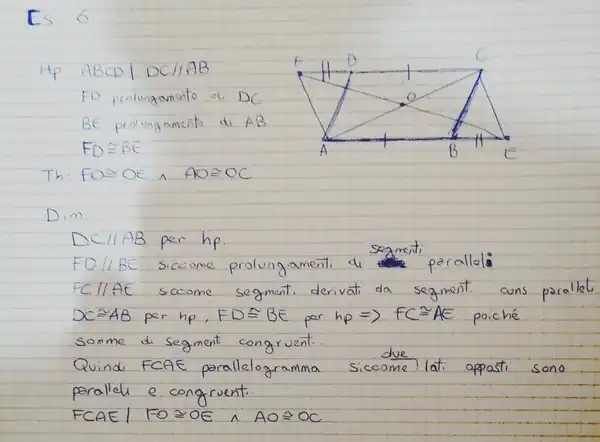 Es 6
Hp ABCD | DC//AB
FD prolungamento di DC
BE prolungamento di AB
FD≅BE
Th FO≅OE ∧ AO≅OC
F D C
O
A B E
Dim
DC//AB per hp.
FD//BC siccome prolungamenti di segmenti paralleli
FC//AE siccome segmenti derivati da segmenti paralleli
DC≅AB per hp, FD≅BE per hp => FC≅AE poiché
somme di segmenti congruenti.
Quindi FCAE parallelogramma siccome due lati opposti sono
paralleli e congruenti.
FCAE | FO≅OE ∧ AO≅OC